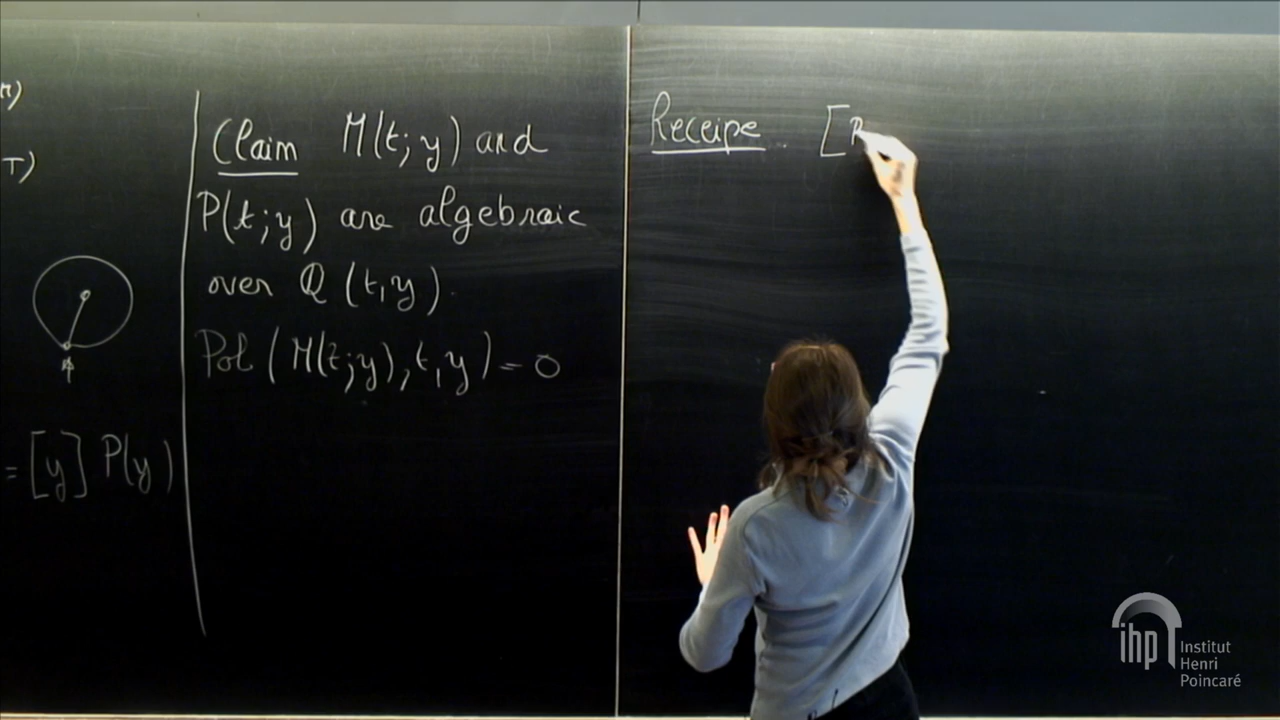 T)
= [y] P(y)
Claim M(t; y) and
P(t; y) are algebraic
over Q (t, y).
Pol (M(t; y), t, y) = 0
Receipe
ihp Institut
Henri
Poincaré